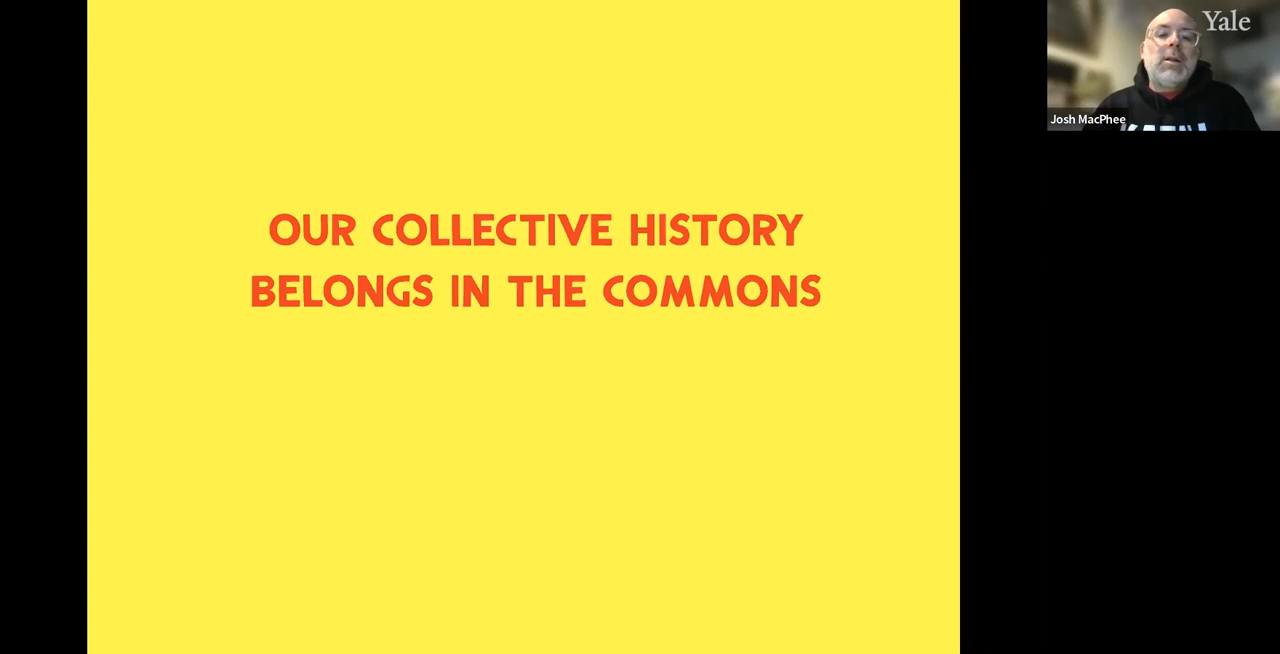 OUR COLLECTIVE HISTORY
BELONGS IN THE COMMONS
Yale
Josh MacPhee